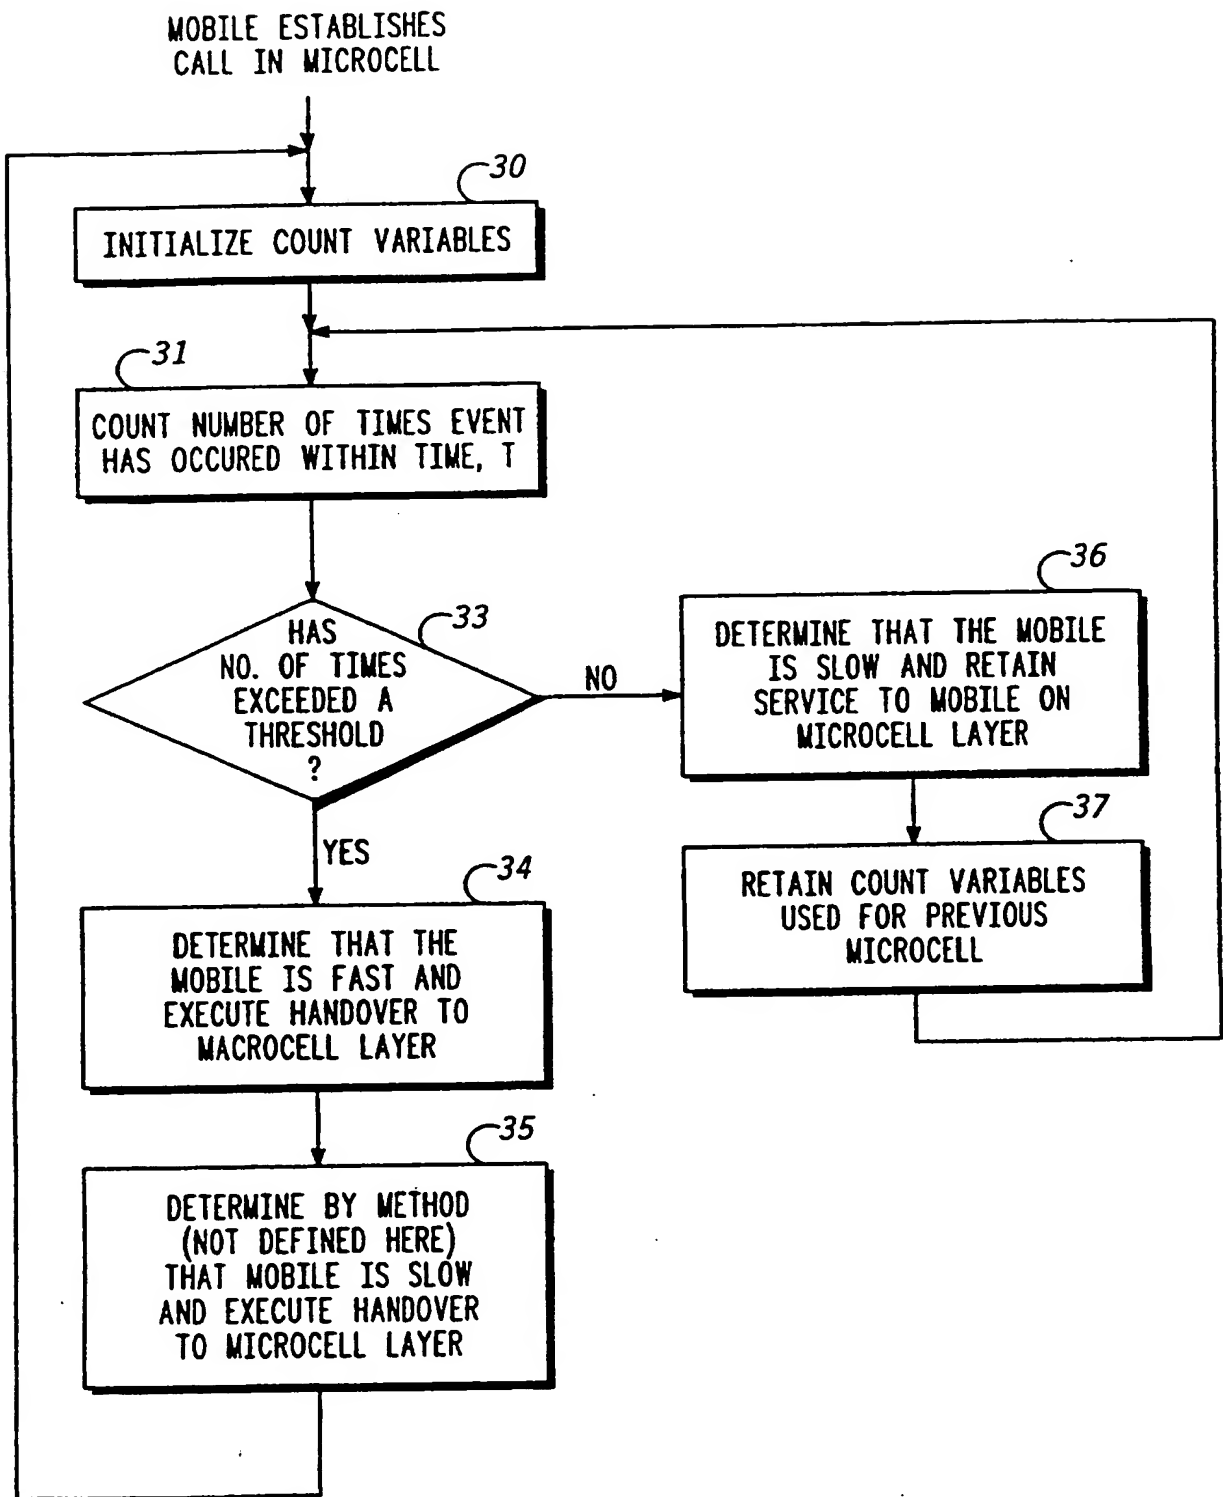 MOBILE ESTABLISHES
CALL IN MICROCELL
30
INITIALIZE COUNT VARIABLES
31
COUNT NUMBER OF TIMES EVENT
HAS OCCURED WITHIN TIME, T
33
HAS
NO. OF TIMES
EXCEEDED A
THRESHOLD
?
NO
YES
36
DETERMINE THAT THE MOBILE
IS SLOW AND RETAIN
SERVICE TO MOBILE ON
MICROCELL LAYER
37
RETAIN COUNT VARIABLES
USED FOR PREVIOUS
MICROCELL
34
DETERMINE THAT THE
MOBILE IS FAST AND
EXECUTE HANDOVER TO
MACROCELL LAYER
35
DETERMINE BY METHOD
(NOT DEFINED HERE)
THAT MOBILE IS SLOW
AND EXECUTE HANDOVER
TO MICROCELL LAYER